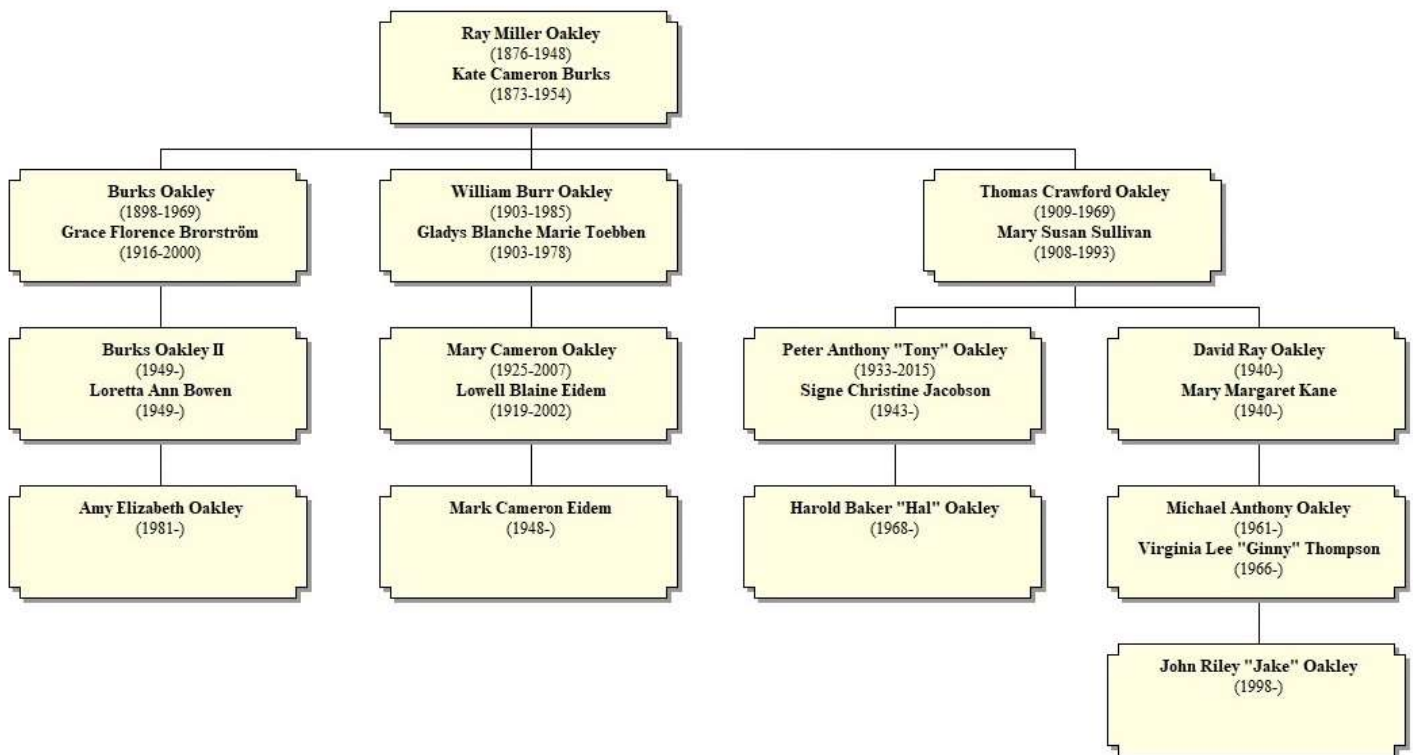 Ray Miller Oakley
(1876-1948)
Kate Cameron Burks
(1873-1954)
Burks Oakley
(1898-1969)
Grace Florence Brorström
(1916-2000)
William Burr Oakley
(1903-1985)
Gladys Blanche Marie Toebben
(1903-1978)
Thomas Crawford Oakley
(1909-1969)
Mary Susan Sullivan
(1908-1993)
Burks Oakley II
(1949-)
Loretta Ann Bowen
(1949-)
Mary Cameron Oakley
(1925-2007)
Lowell Blaine Eidem
(1919-2002)
Peter Anthony "Tony" Oakley
(1933-2015)
Signe Christine Jacobson
(1943-)
David Ray Oakley
(1940-)
Mary Margaret Kane
(1940-)
Amy Elizabeth Oakley
(1981-)
Mark Cameron Eidem
(1948-)
Harold Baker "Hal" Oakley
(1968-)
Michael Anthony Oakley
(1961-)
Virginia Lee "Ginny" Thompson
(1966-)
John Riley "Jake" Oakley
(1998-)